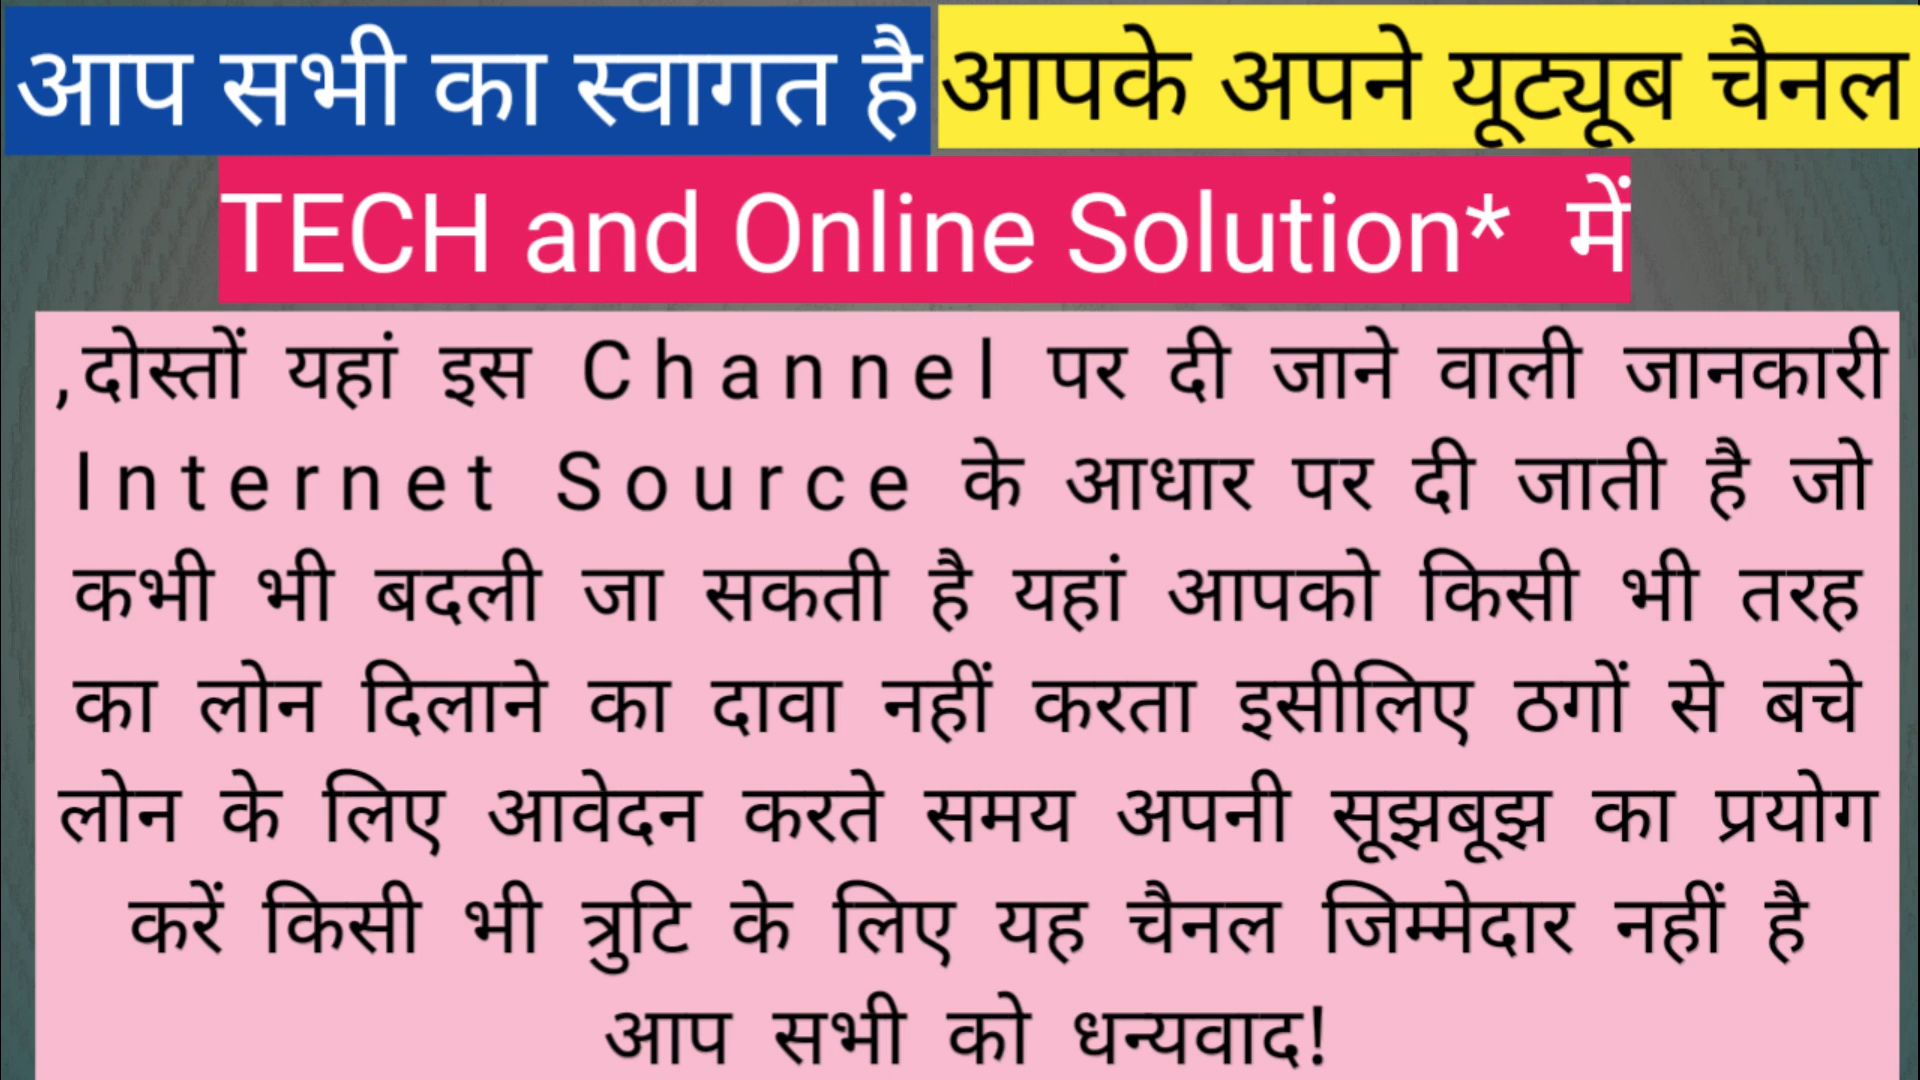 आप सभी का स्वागत है आपके अपने यूट्यूब चैनल
TECH and Online Solution* में
,दोस्तों यहां इस Channel पर दी जाने वाली जानकारी
Internet Source के आधार पर दी जाती है जो
कभी भी बदली जा सकती है यहां आपको किसी भी तरह
का लोन दिलाने का दावा नहीं करता इसीलिए ठगों से बचे
लोन के लिए आवेदन करते समय अपनी सूझबूझ का प्रयोग
करें किसी भी त्रुटि के लिए यह चैनल जिम्मेदार नहीं है
आप सभी को धन्यवाद!